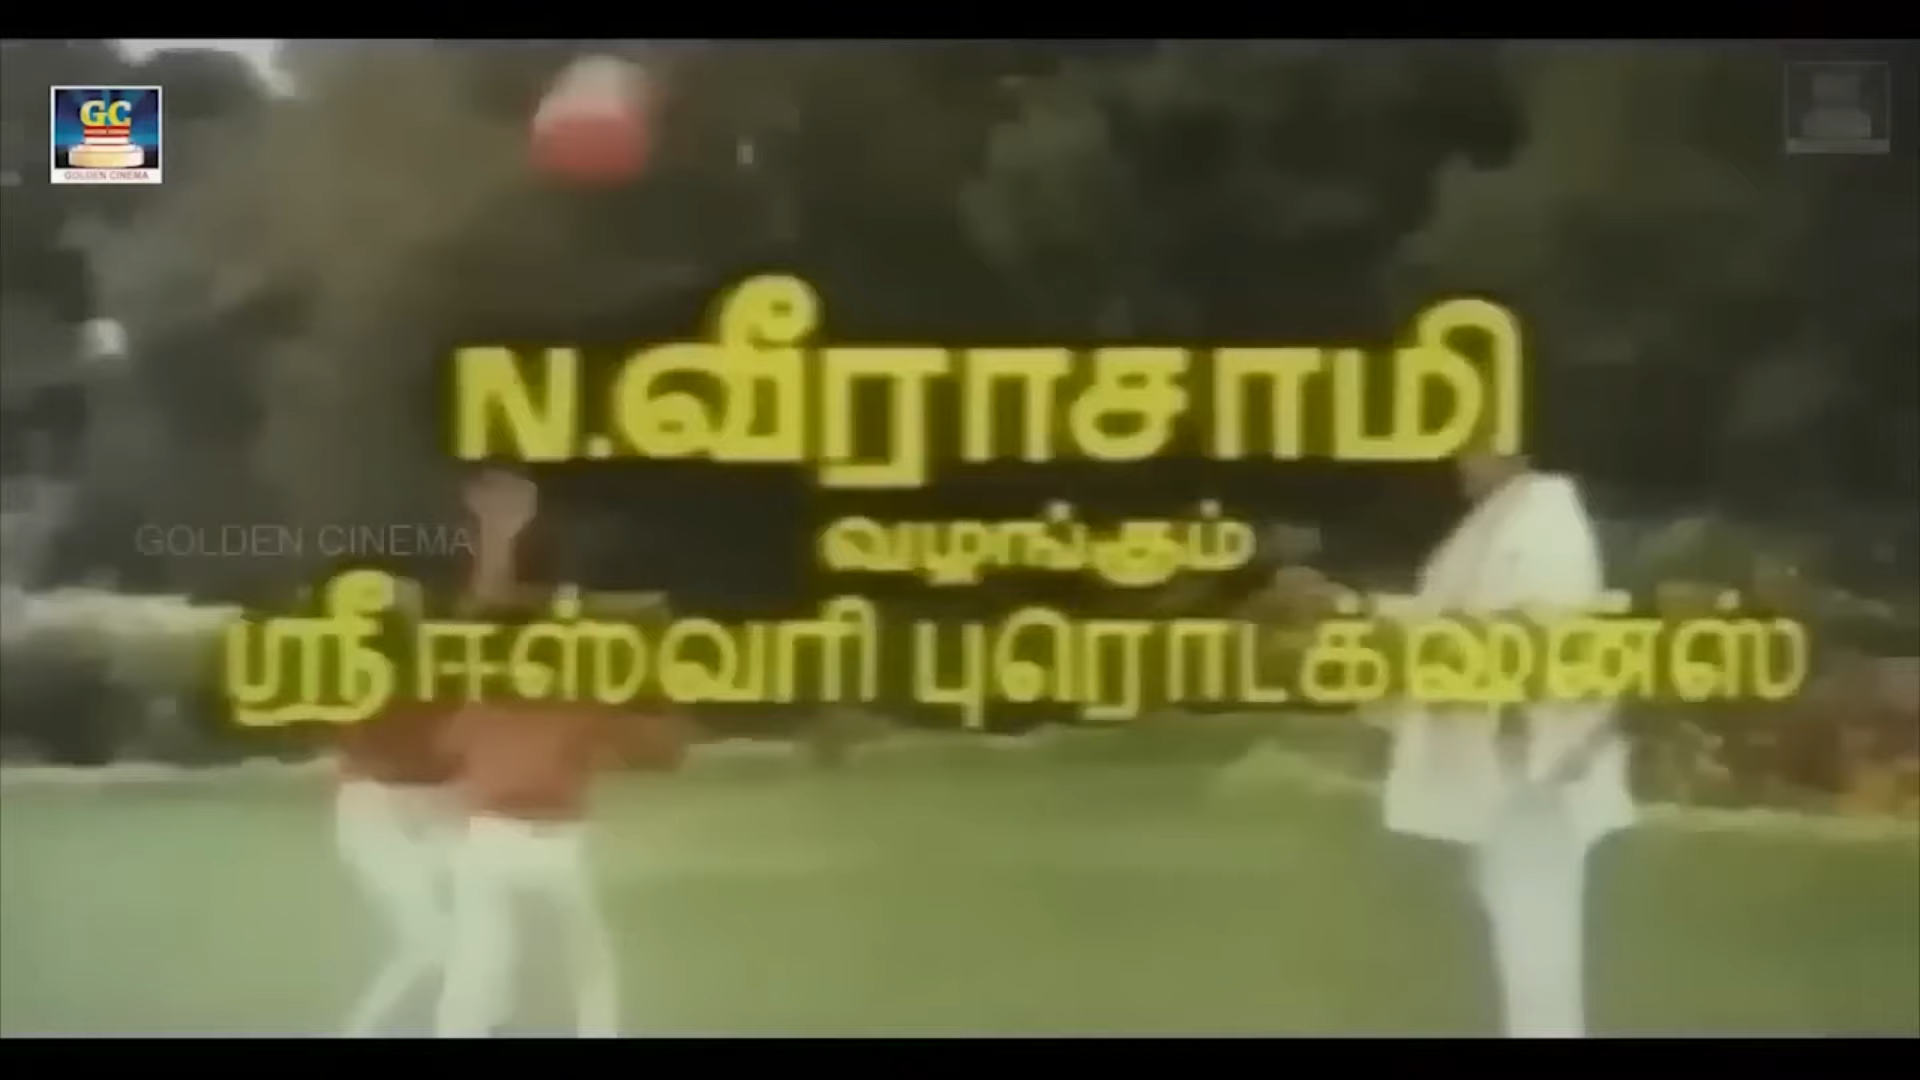 GC
GOLDEN CINEMA
N.வீராசாமி
GOLDEN CINEMA
வழங்கும்
ஸ்ரீ ஈஸ்வரி புரொடக்ஷன்ஸ்